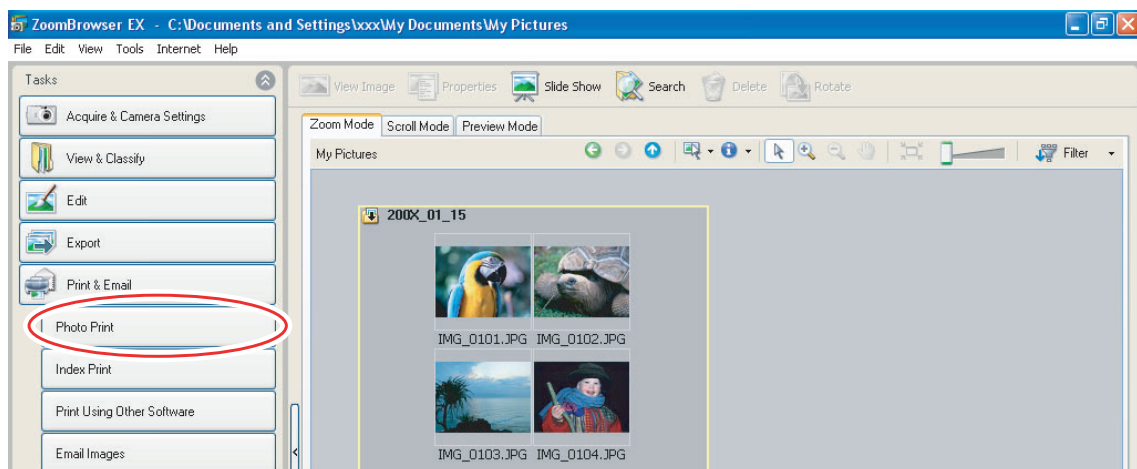 ZoomBrowser EX - C:\Documents and Settings\xxx\My Documents\My Pictures
File Edit View Tools Internet Help
Tasks
Acquire & Camera Settings
View & Classify
Edit
Export
Print & Email
Photo Print
Index Print
Print Using Other Software
Email Images
View Image Properties Slide Show Search Delete Rotate
Zoom Mode Scroll Mode Preview Mode
My Pictures Filter
200X_01_15
IMG_0101.JPG IMG_0102.JPG
IMG_0103.JPG IMG_0104.JPG